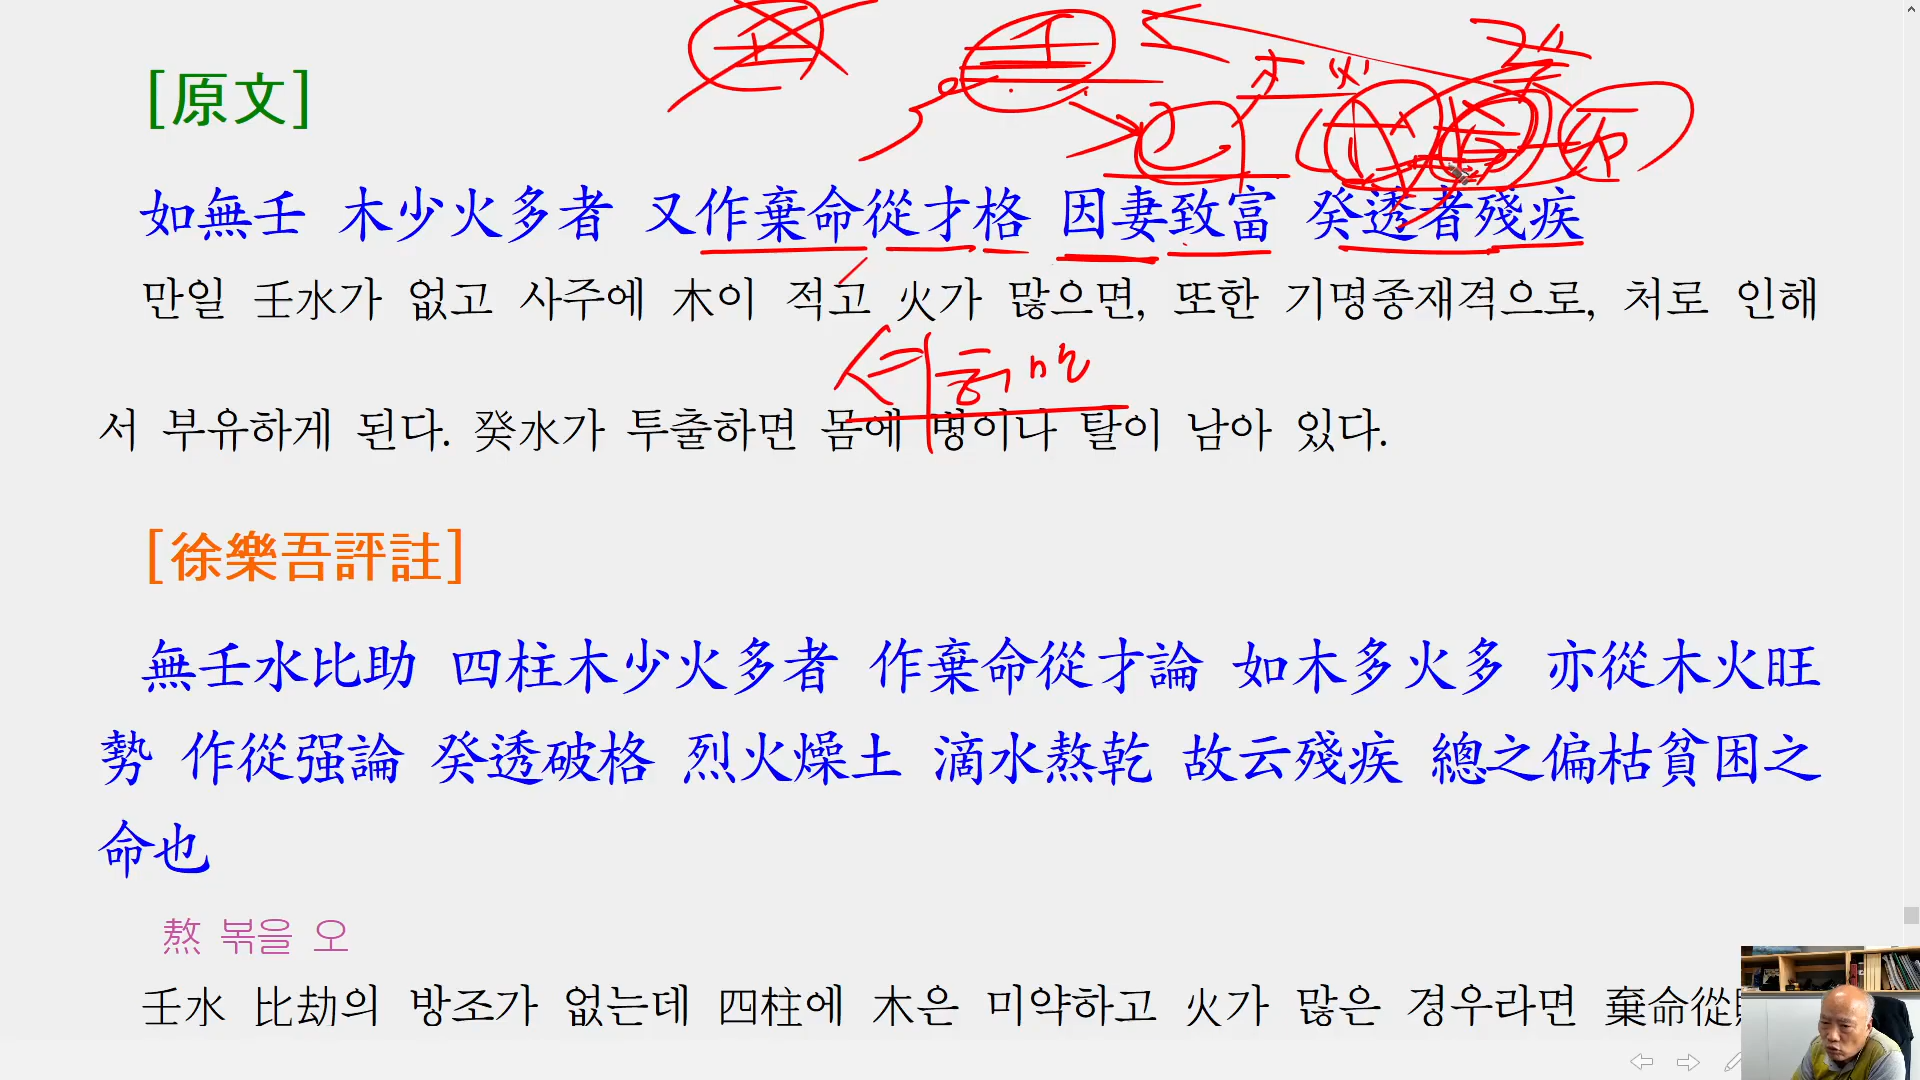 [原文]
如無壬 木少火多者 又作棄命從才格 因妻致富 癸透者殘疾
만일 壬水가 없고 사주에 木이 적고 火가 많으면, 또한 기명종재격으로, 처로 인해
서 부유하게 된다. 癸水가 투출하면 몸에 병이나 탈이 남아 있다.
[徐樂吾評註]
無壬水比助 四柱木少火多者 作棄命從才論 如木多火多 亦從木火旺
勢 作從强論 癸透破格 烈火燥土 滴水熬乾 故云殘疾 總之偏枯貧困之
命也
熬 볶을 오
壬水 比劫의 방조가 없는데 四柱에 木은 미약하고 火가 많은 경우라면 棄命從